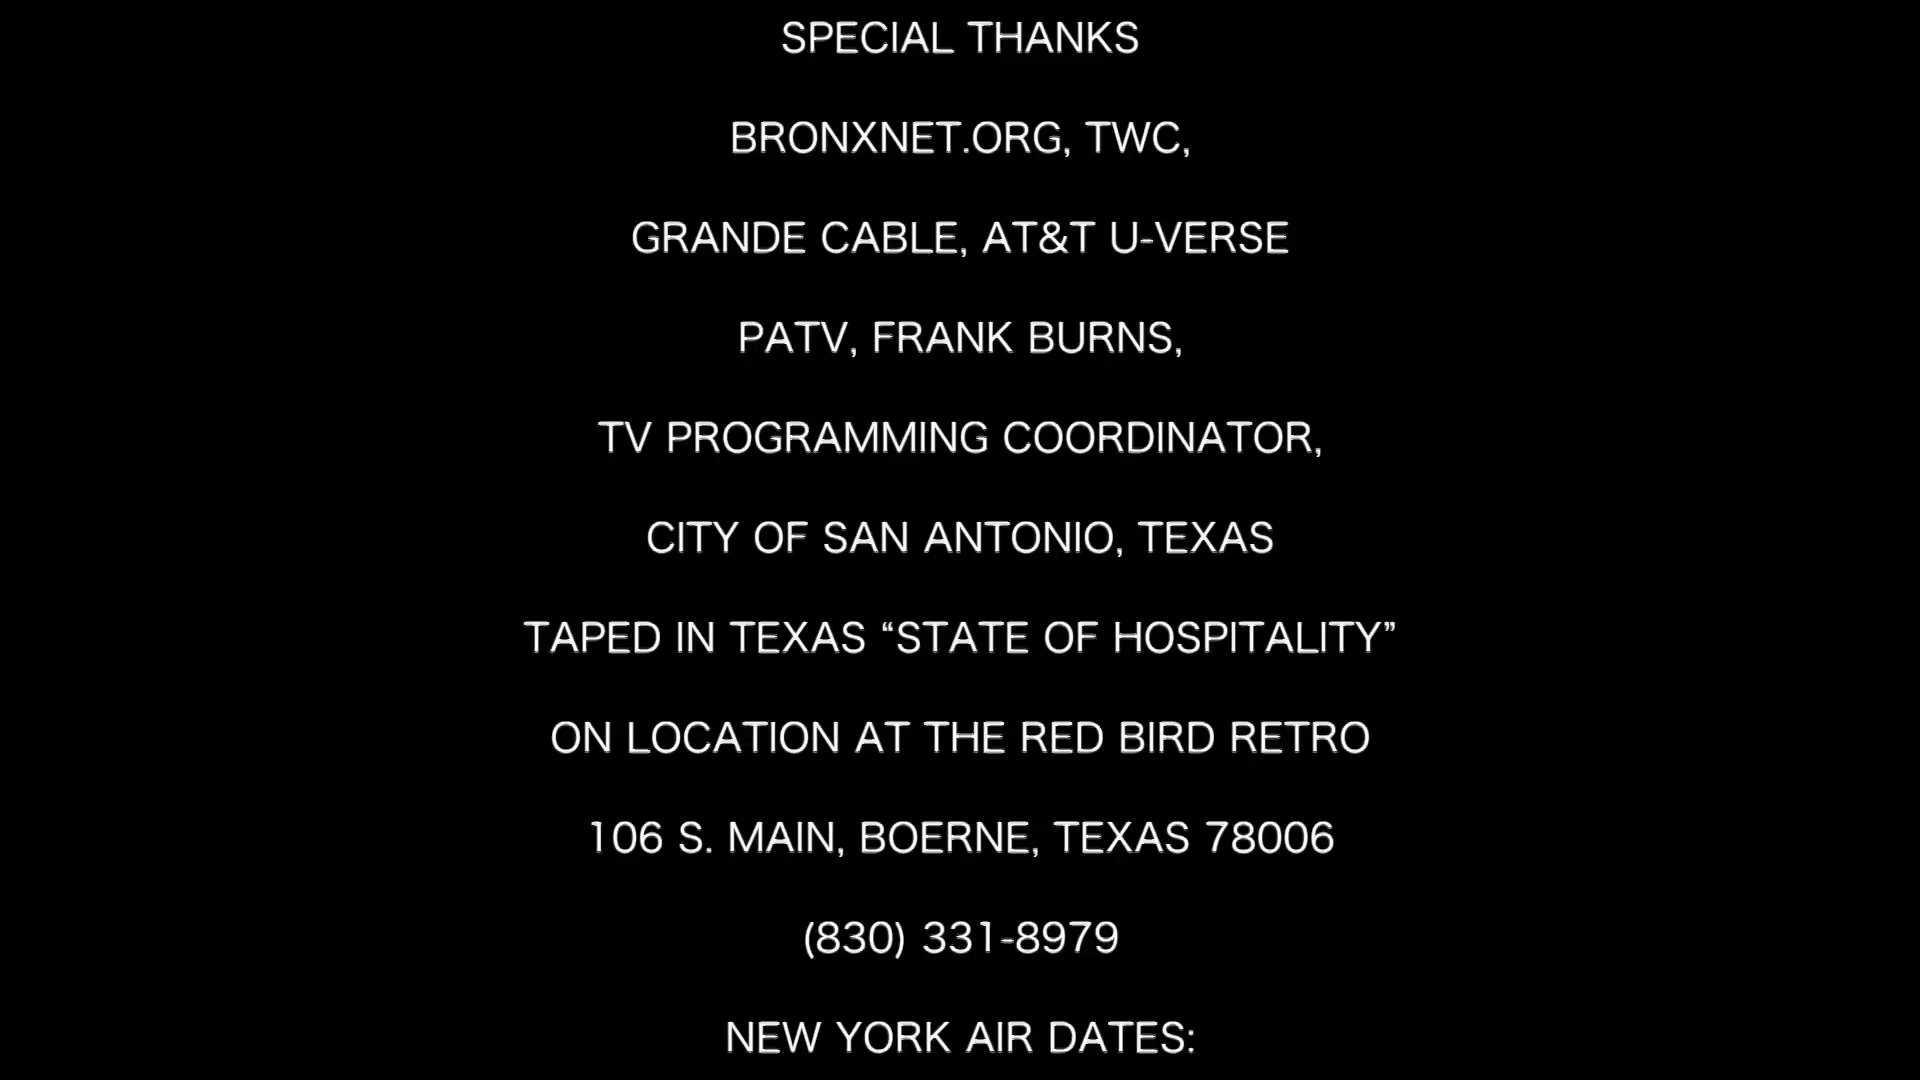 SPECIAL THANKS
BRONXNET.ORG, TWC,
GRANDE CABLE, AT&T U-VERSE
PATV, FRANK BURNS,
TV PROGRAMMING COORDINATOR,
CITY OF SAN ANTONIO, TEXAS
TAPED IN TEXAS “STATE OF HOSPITALITY”
ON LOCATION AT THE RED BIRD RETRO
106 S. MAIN, BOERNE, TEXAS 78006
(830) 331-8979
NEW YORK AIR DATES: